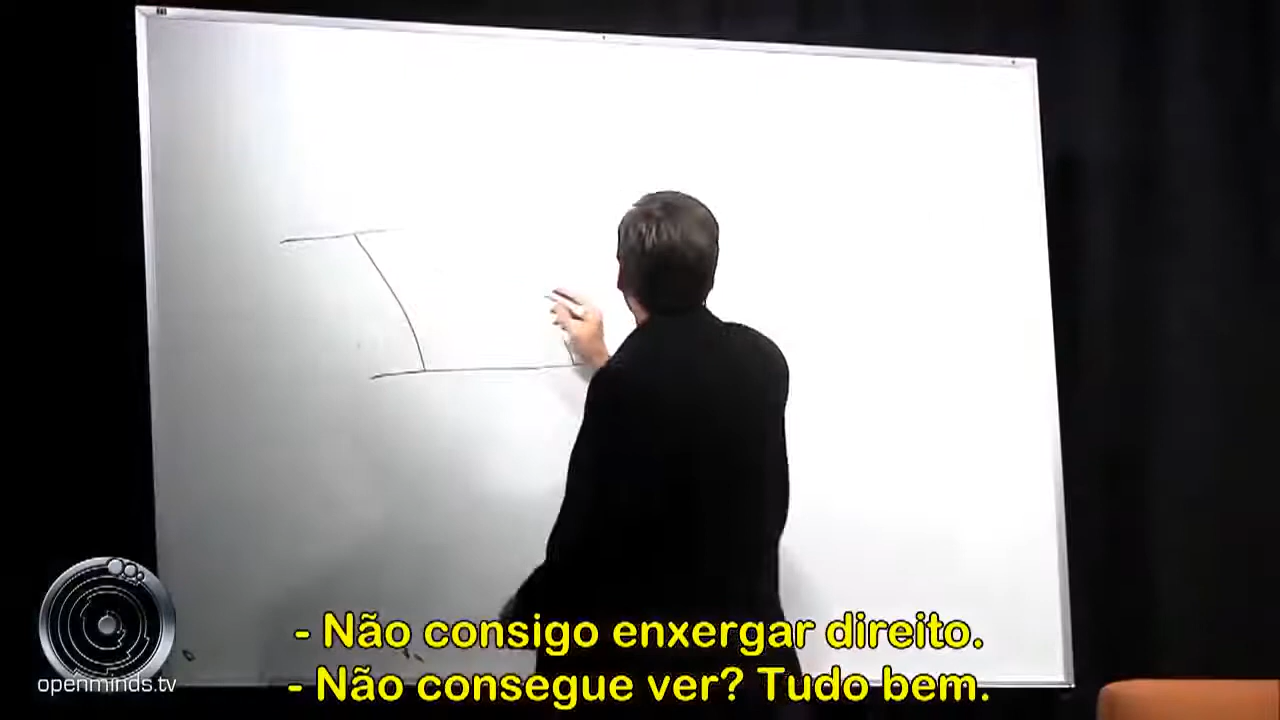 openminds.tv
- Não consigo enxergar direito.
- Não consegue ver? Tudo bem.